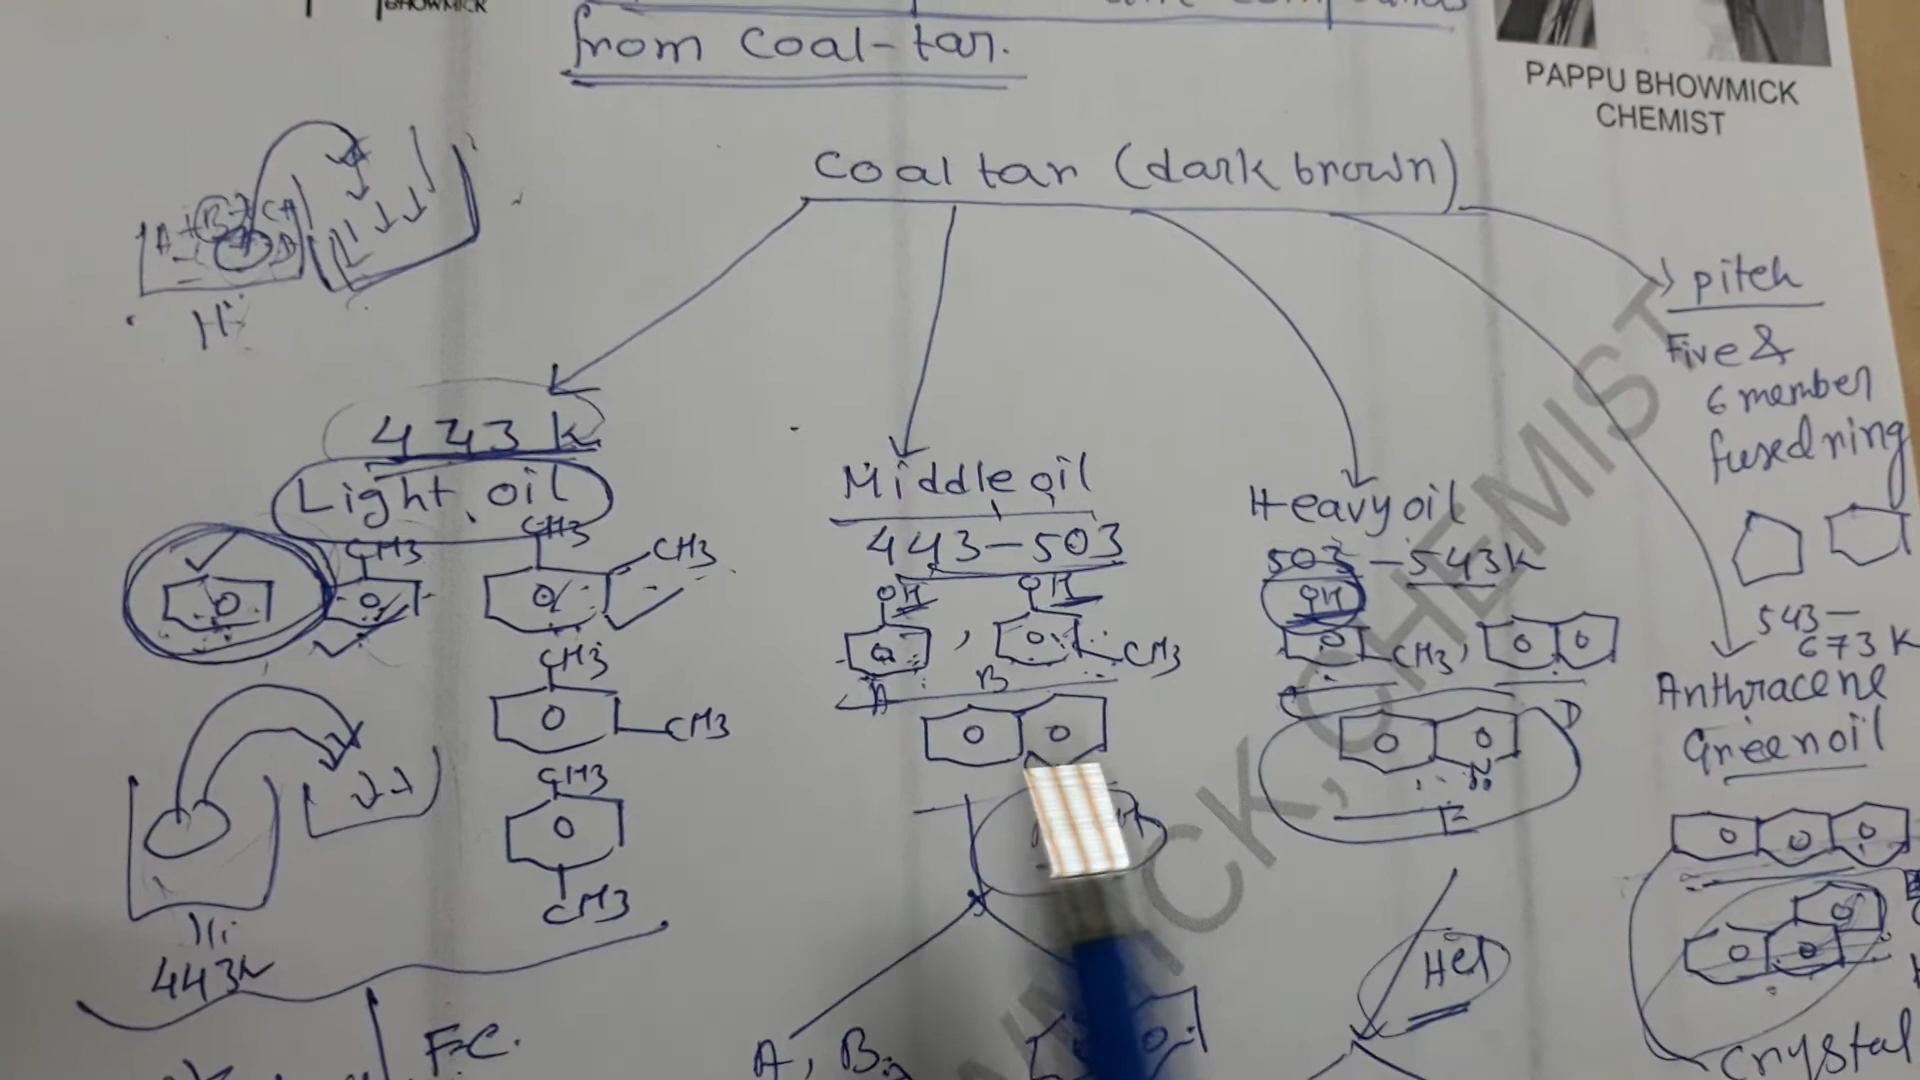 BHOWMICK
from coal-tar.
PAPPU BHOWMICK
CHEMIST
coal tar (dark brown)
pitch
Five &
6 member
fused ring
443 K
Light oil
CH3
CH3
CH3
CH3
CH3
CH3
CH3
443K
F.C.
Middle oil
443-503
OH
OH
,
CH3
A
B
A, B,
Heavy oil
503-543K
OH
CH3,
HCl
543-
673 K
Anthracene
Green oil
Crystal
MICK, CHEMIST